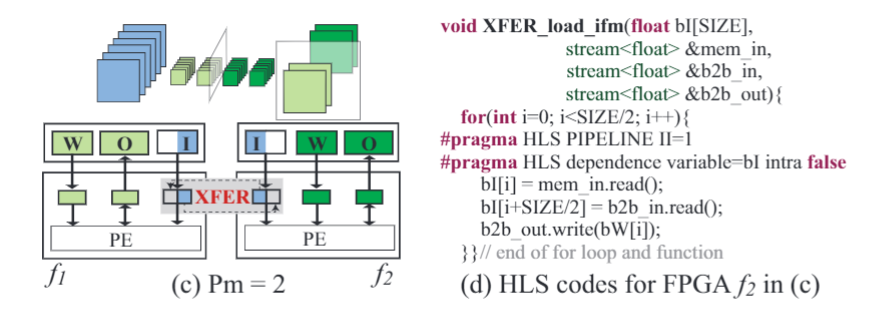 W O I
I W O
XFER
PE
PE
f1
(c) Pm = 2
f2
void XFER_load_ifm(float bI[SIZE],
stream<float> &mem_in,
stream<float> &b2b_in,
stream<float> &b2b_out){
for(int i=0; i<SIZE/2; i++){
#pragma HLS PIPELINE II=1
#pragma HLS dependence variable=bI intra false
bI[i] = mem_in.read();
bI[i+SIZE/2] = b2b_in.read();
b2b_out.write(bW[i]);
}}// end of for loop and function
(d) HLS codes for FPGA f2 in (c)